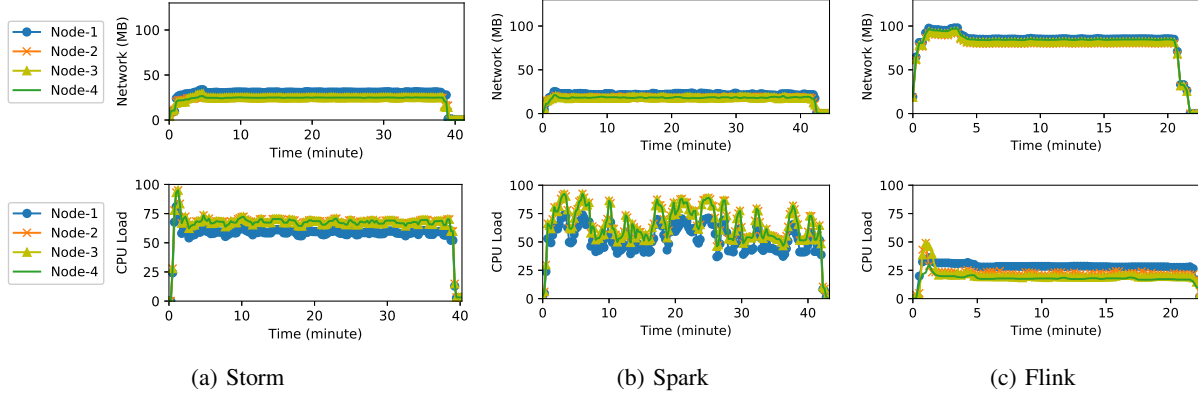 Node-1
Node-2
Node-3
Node-4
Network (MB)
100
50
0
0 10 20 30 40
Time (minute)
Network (MB)
100
50
0
0 10 20 30 40
Time (minute)
Network (MB)
100
50
0
0 5 10 15 20
Time (minute)
Node-1
Node-2
Node-3
Node-4
CPU Load
100
75
50
25
0
0 10 20 30 40
Time (minute)
CPU Load
100
75
50
25
0
0 10 20 30 40
Time (minute)
CPU Load
100
75
50
25
0
0 5 10 15 20
Time (minute)
(a) Storm
(b) Spark
(c) Flink